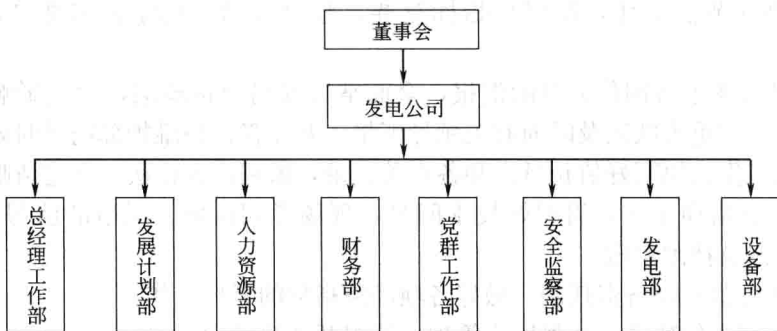 董事会
发电公司
总经理工作部
发展计划部
人力资源部
财务部
党群工作部
安全监察部
发电部
设备部